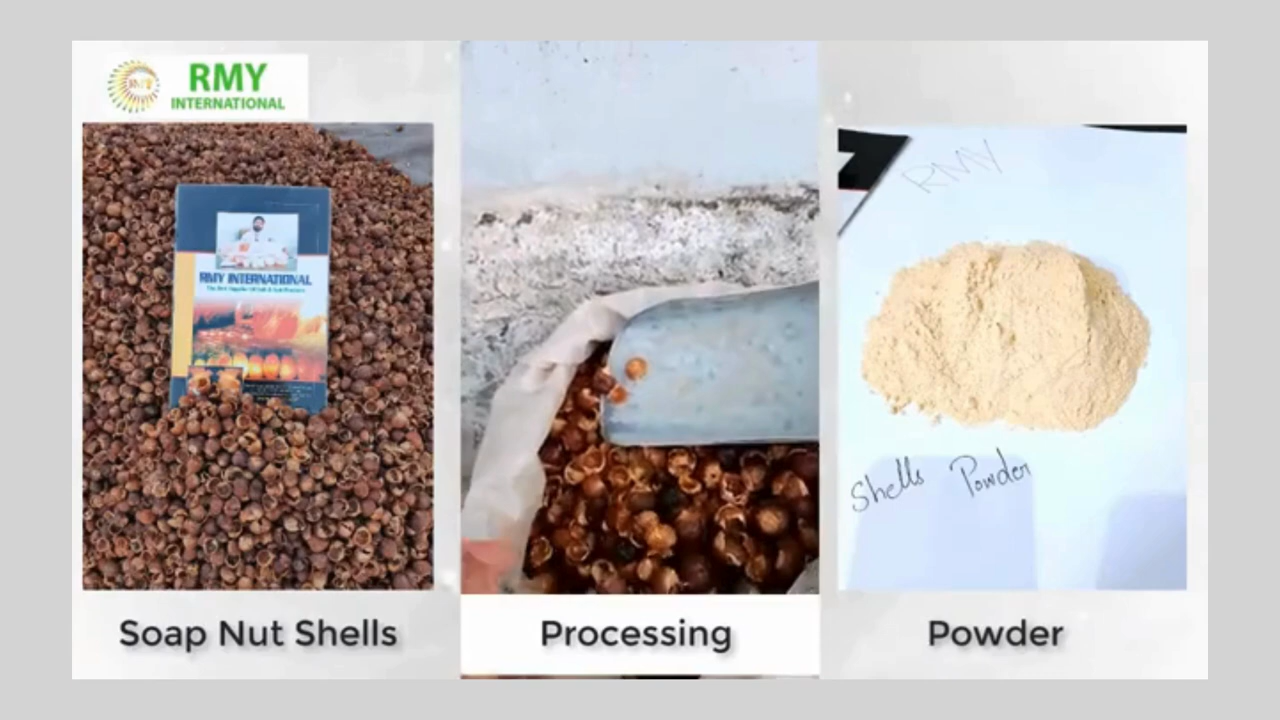 RMY
INTERNATIONAL
RMY INTERNATIONAL
RMY
Shells Powder
Soap Nut Shells
Processing
Powder